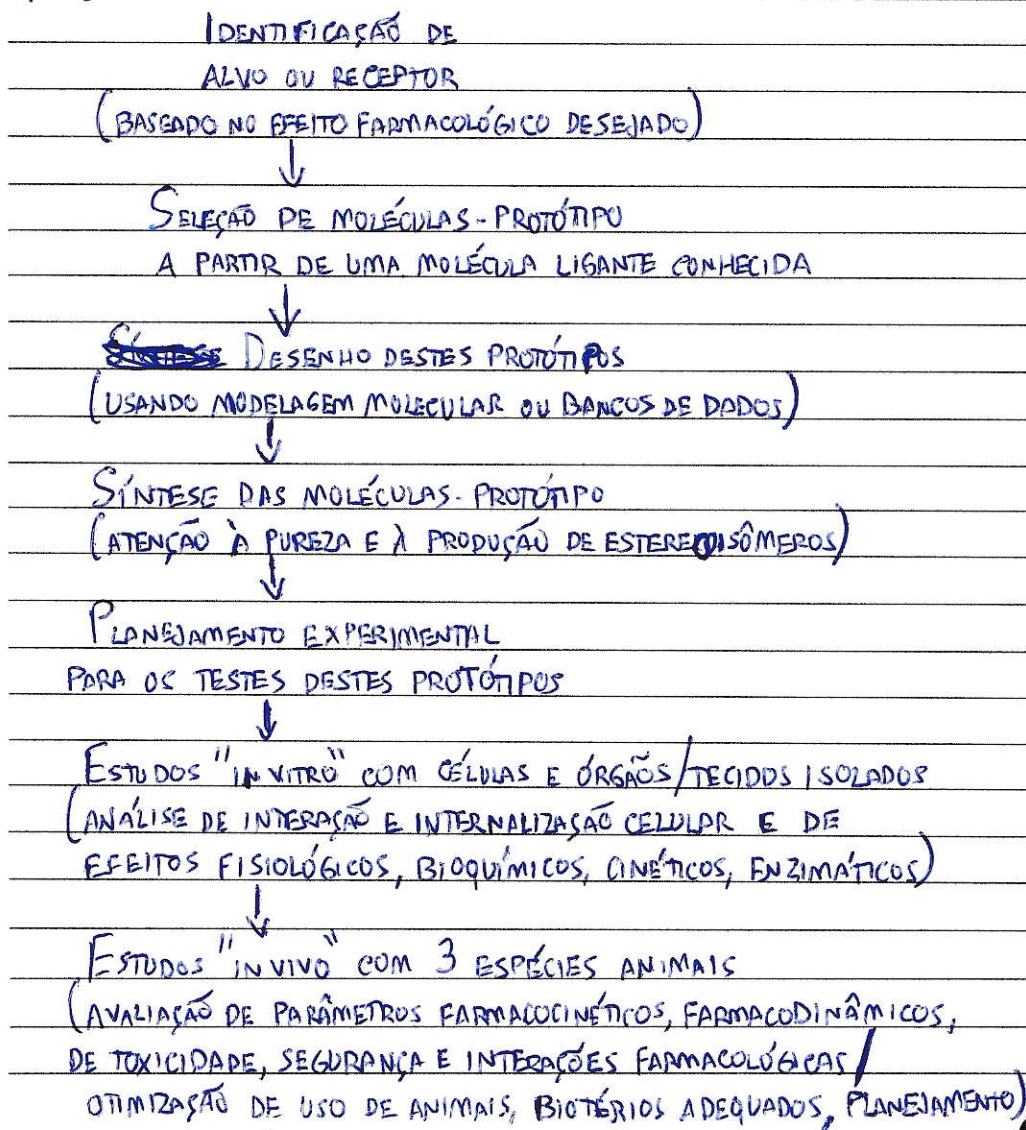 IDENTIFICAÇÃO DE
ALVO OU RECEPTOR
(BASEADO NO EFEITO FARMACOLÓGICO DESEJADO)
SELEÇÃO DE MOLÉCULAS-PROTÓTIPO
A PARTIR DE UMA MOLÉCULA LIGANTE CONHECIDA
DESENHO DESTES PROTÓTIPOS
(USANDO MODELAGEM MOLECULAR OU BANCOS DE DADOS)
SÍNTESE DAS MOLÉCULAS-PROTÓTIPO
(ATENÇÃO À PUREZA E À PRODUÇÃO DE ESTEREOISÔMEROS)
PLANEJAMENTO EXPERIMENTAL
PARA OS TESTES DESTES PROTÓTIPOS
ESTUDOS "IN VITRO" COM CÉLULAS E ÓRGÃOS/TECIDOS ISOLADOS
(ANÁLISE DE INTERAÇÃO E INTERNALIZAÇÃO CELULAR E DE
EFEITOS FISIOLÓGICOS, BIOQUÍMICOS, CINÉTICOS, ENZIMÁTICOS)
ESTUDOS "IN VIVO" COM 3 ESPÉCIES ANIMAIS
(AVALIAÇÃO DE PARÂMETROS FARMACOCINÉTICOS, FARMACODINÂMICOS,
DE TOXICIDADE, SEGURANÇA E INTERAÇÕES FARMACOLÓGICAS/
OTIMIZAÇÃO DE USO DE ANIMAIS, BIOTÉRIOS ADEQUADOS, PLANEJAMENTO)